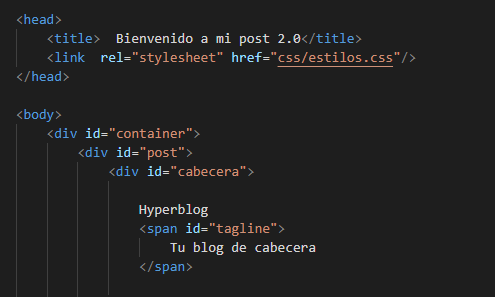 <head>
<title>  Bienvenido a mi post 2.0</title>
<link  rel="stylesheet" href="css/estilos.css"/>
</head>
<body>
<div id="container">
<div id="post">
<div id="cabecera">
Hyperblog
<span id="tagline">
Tu blog de cabecera
</span>